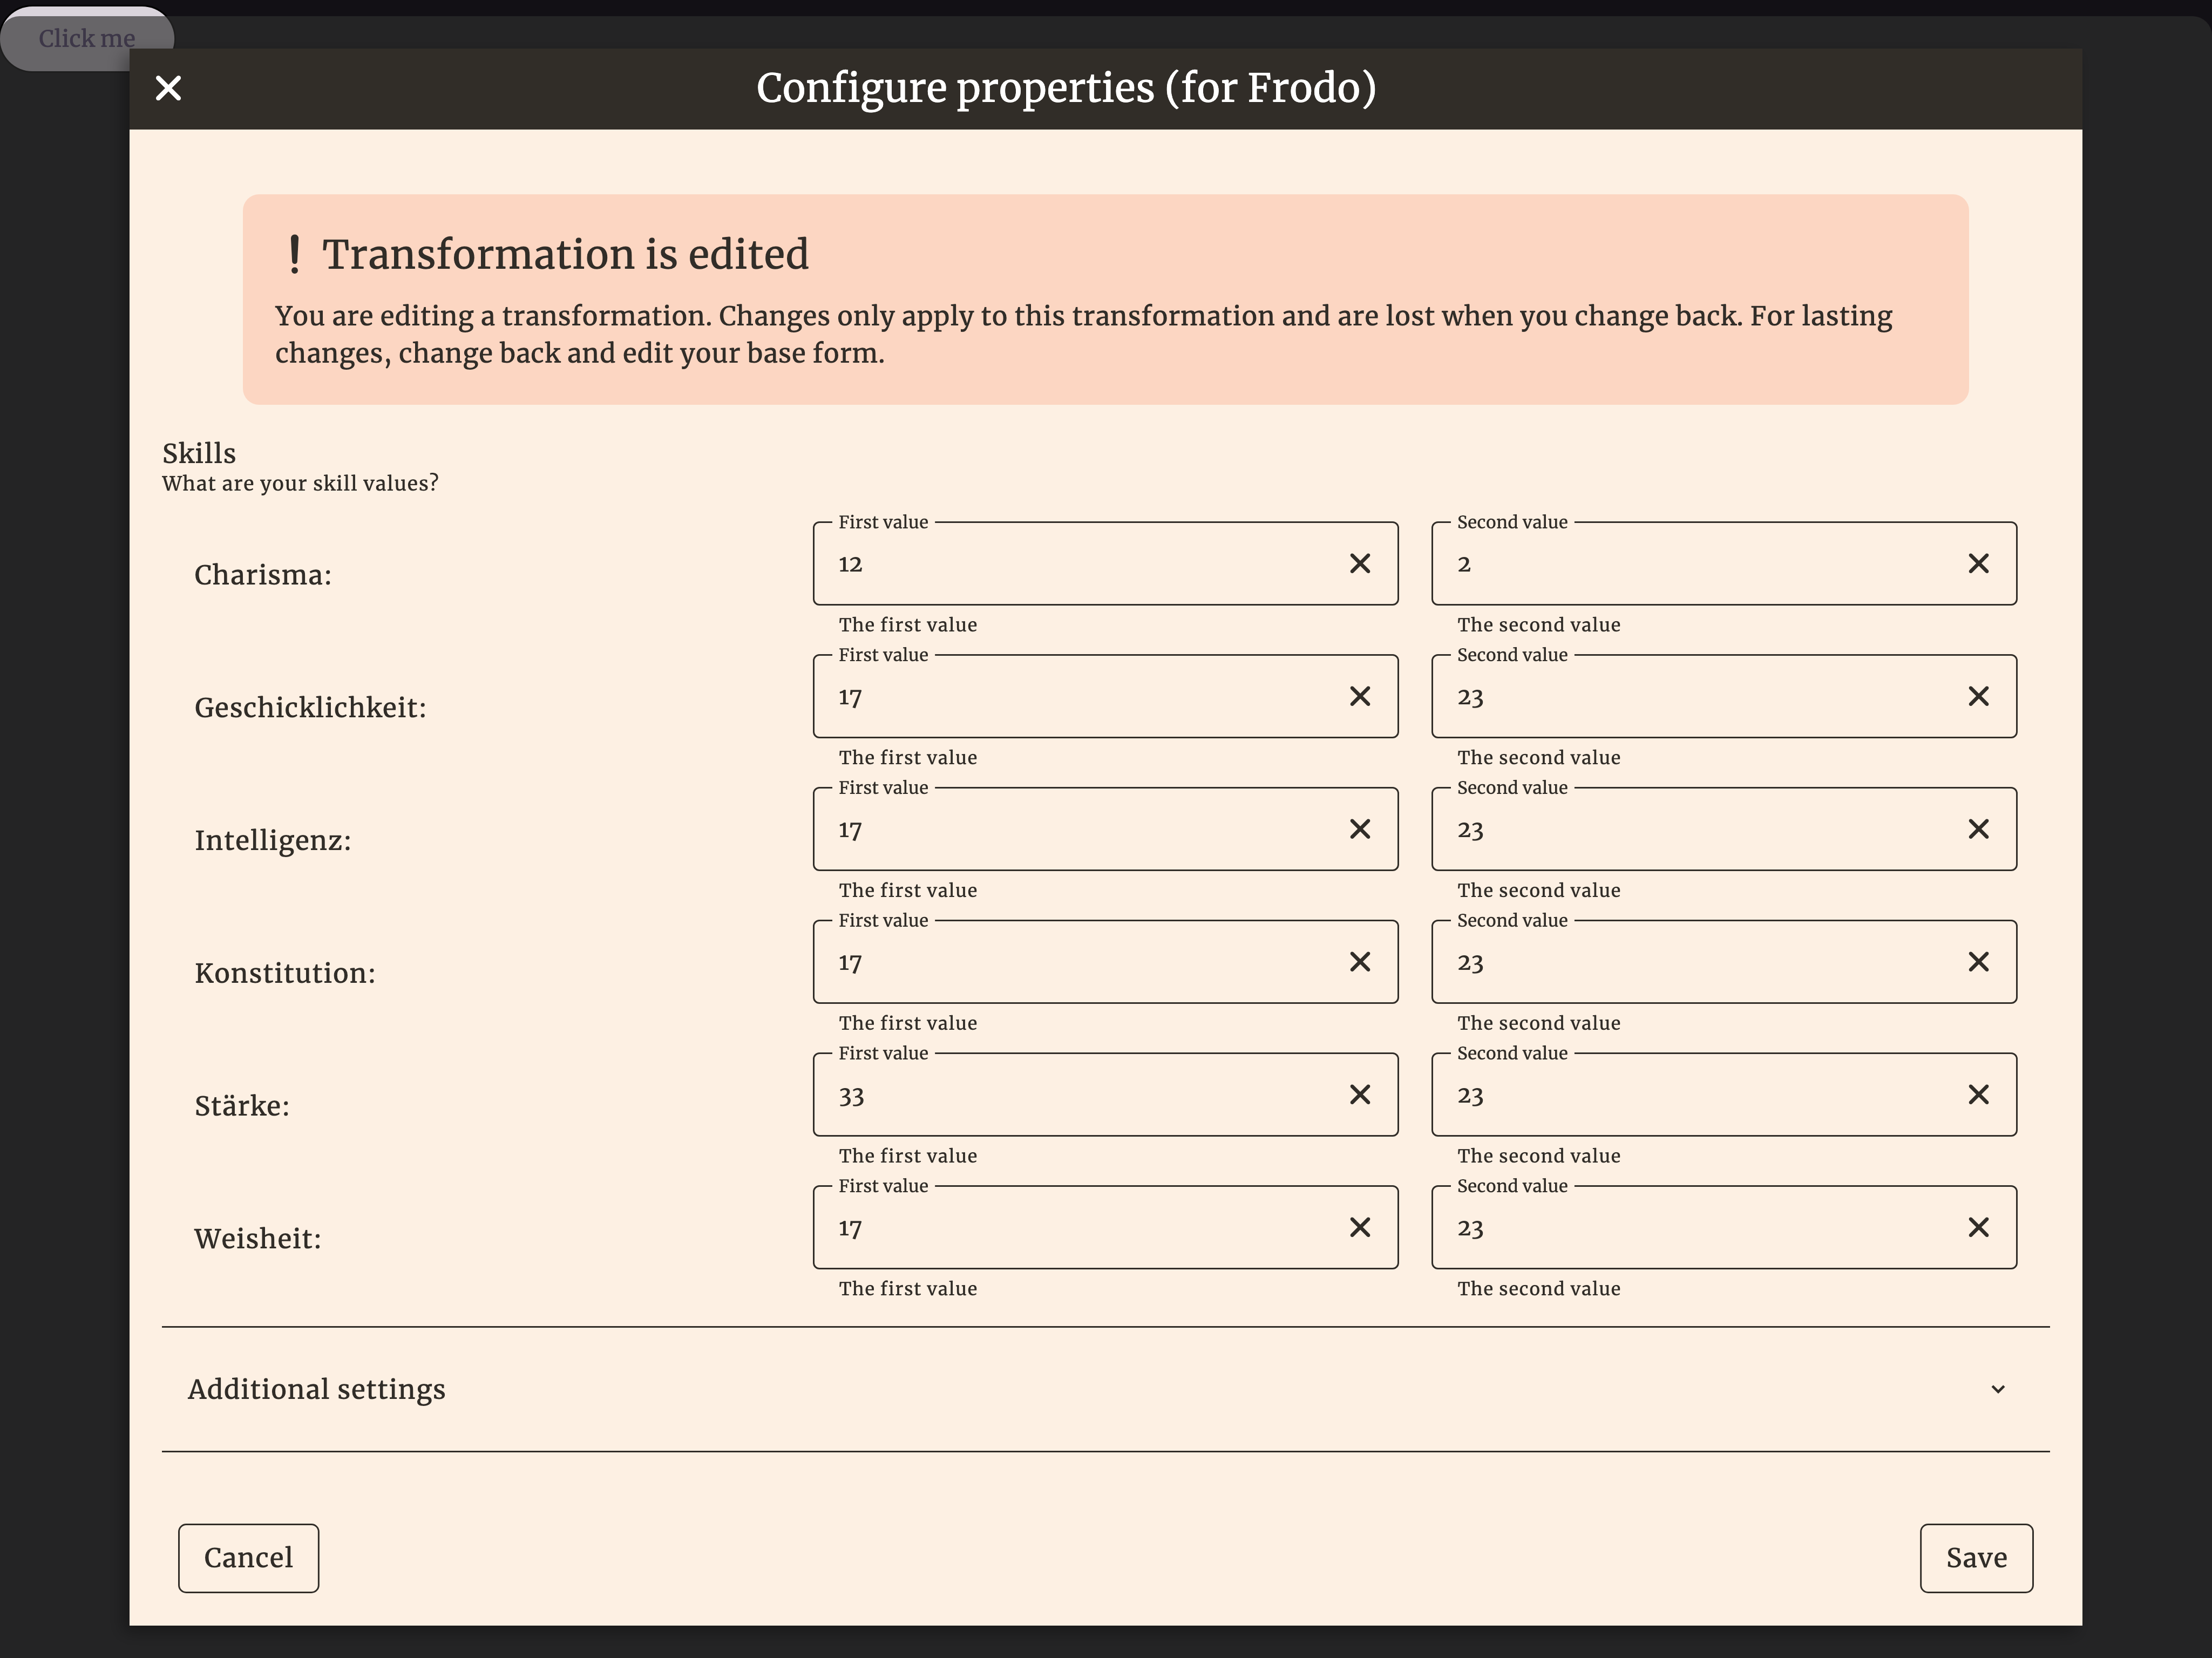 Click me
Configure properties (for Frodo)
! Transformation is edited
You are editing a transformation. Changes only apply to this transformation and are lost when you change back. For lasting
changes, change back and edit your base form.
Skills
What are your skill values?
Charisma:
First value
12
The first value
Second value
2
The second value
Geschicklichkeit:
First value
17
The first value
Second value
23
The second value
Intelligenz:
First value
17
The first value
Second value
23
The second value
Konstitution:
First value
17
The first value
Second value
23
The second value
Stärke:
First value
33
The first value
Second value
23
The second value
Weisheit:
First value
17
The first value
Second value
23
The second value
Additional settings
Cancel
Save